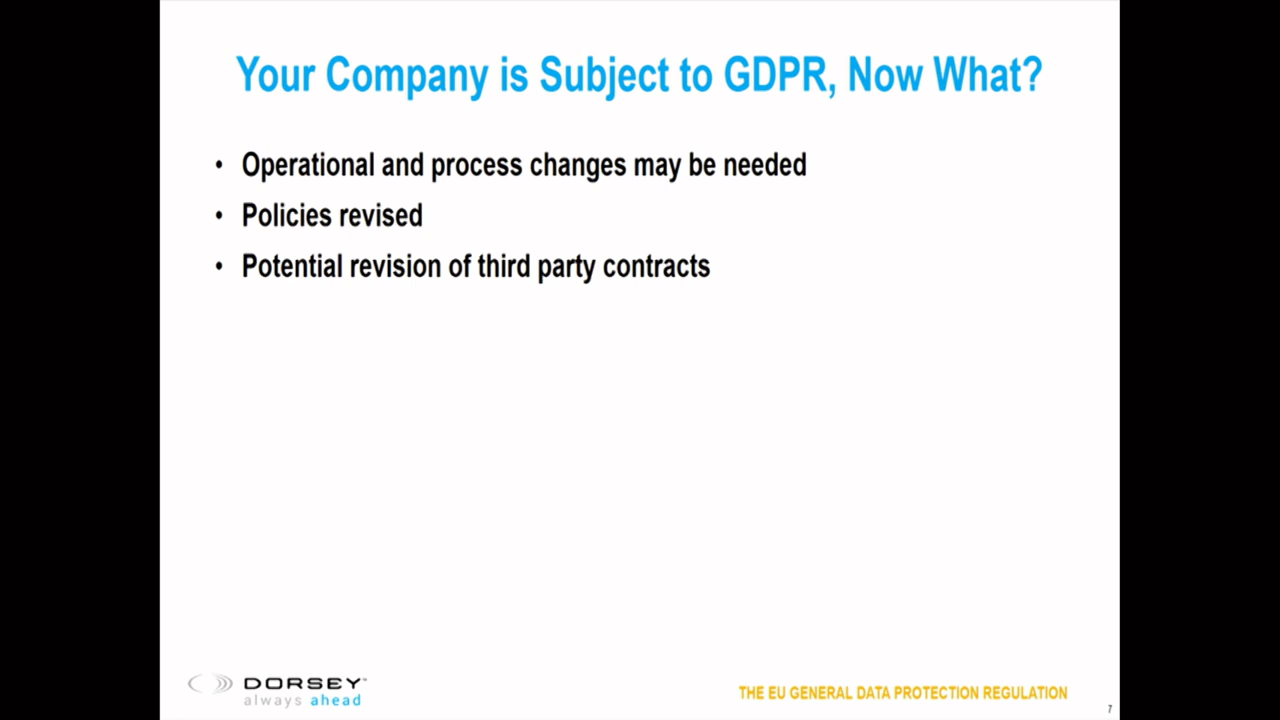 Your Company is Subject to GDPR, Now What?
• Operational and process changes may be needed
• Policies revised
• Potential revision of third party contracts
DORSEY™
always ahead
THE EU GENERAL DATA PROTECTION REGULATION
7